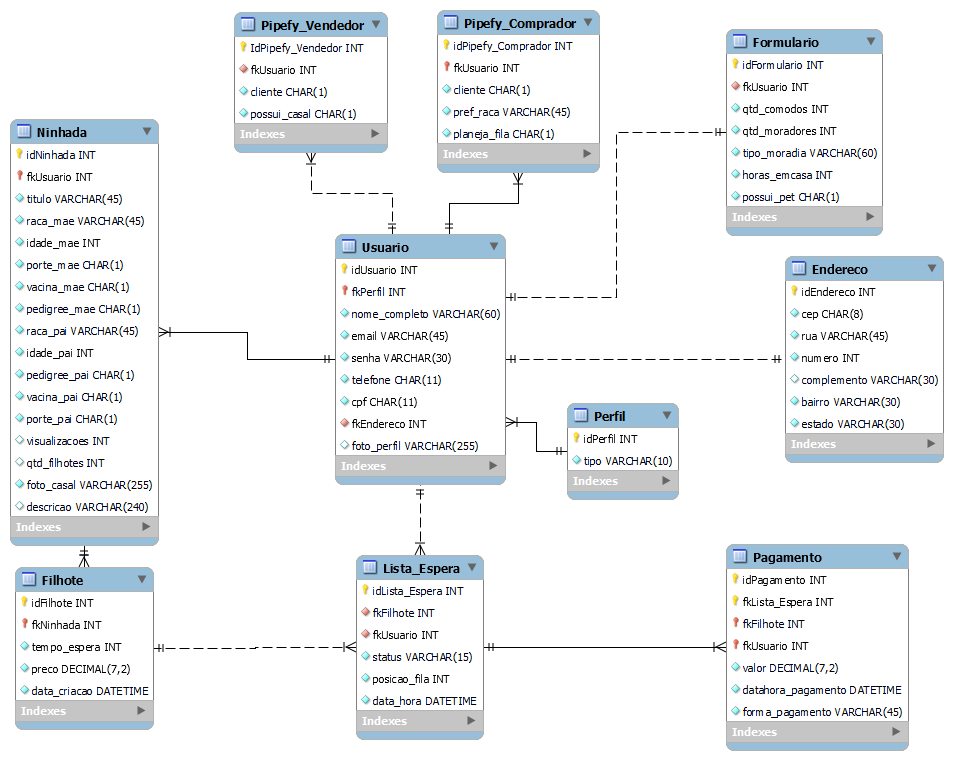 Pipefy_Vendedor
IdPipefy_Vendedor INT
fkUsuario INT
cliente CHAR(1)
possui_casal CHAR(1)
Indexes
Pipefy_Comprador
idPipefy_Comprador INT
fkUsuario INT
cliente CHAR(1)
pref_raca VARCHAR(45)
planeja_fila CHAR(1)
Indexes
Formulario
idFormulario INT
fkUsuario INT
qtd_comodos INT
qtd_moradores INT
tipo_moradia VARCHAR(60)
horas_emcasa INT
possui_pet CHAR(1)
Indexes
Ninhada
idNinhada INT
fkUsuario INT
titulo VARCHAR(45)
raca_mae VARCHAR(45)
idade_mae INT
porte_mae CHAR(1)
vacina_mae CHAR(1)
pedigree_mae CHAR(1)
raca_pai VARCHAR(45)
idade_pai INT
pedigree_pai CHAR(1)
vacina_pai CHAR(1)
porte_pai CHAR(1)
visualizacoes INT
qtd_filhotes INT
foto_casal VARCHAR(255)
descricao VARCHAR(240)
Indexes
Usuario
idUsuario INT
fkPerfil INT
nome_completo VARCHAR(60)
email VARCHAR(45)
senha VARCHAR(30)
telefone CHAR(11)
cpf CHAR(11)
fkEndereco INT
foto_perfil VARCHAR(255)
Indexes
Endereco
idEndereco INT
cep CHAR(8)
rua VARCHAR(45)
numero INT
complemento VARCHAR(30)
bairro VARCHAR(30)
estado VARCHAR(30)
Indexes
Perfil
idPerfil INT
tipo VARCHAR(10)
Indexes
Filhote
idFilhote INT
fkNinhada INT
tempo_espera INT
preco DECIMAL(7,2)
data_criacao DATETIME
Indexes
Lista_Espera
idLista_Espera INT
fkFilhote INT
fkUsuario INT
status VARCHAR(15)
posicao_fila INT
data_hora DATETIME
Indexes
Pagamento
idPagamento INT
fkLista_Espera INT
fkFilhote INT
fkUsuario INT
valor DECIMAL(7,2)
datahora_pagamento DATETIME
forma_pagamento VARCHAR(45)
Indexes